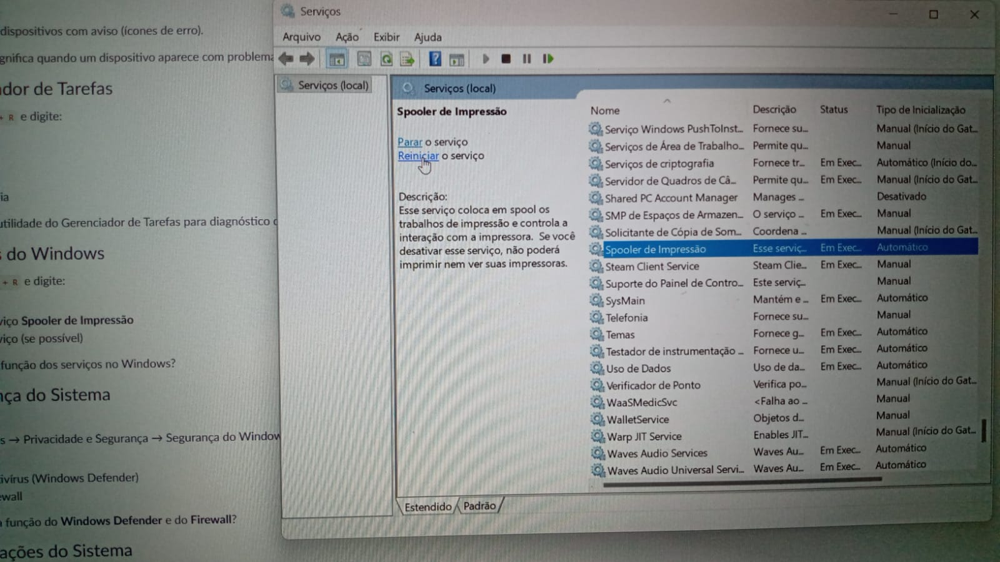 dispositivos com aviso (ícones de erro).
gnifica quando um dispositivo aparece com problema
dor de Tarefas
+ R e digite:
ia
utilidade do Gerenciador de Tarefas para diagnóstico
s do Windows
+ R e digite:
viço Spooler de Impressão
viço (se possível)
função dos serviços no Windows?
nça do Sistema
s → Privacidade e Segurança → Segurança do Window
tivírus (Windows Defender)
ewall
a função do Windows Defender e do Firewall?
ações do Sistema
Serviços
Arquivo Ação Exibir Ajuda
Serviços (local)
Serviços (local)
Spooler de Impressão
Parar o serviço
Reiniciar o serviço
Descrição:
Esse serviço coloca em spool os
trabalhos de impressão e controla a
interação com a impressora. Se você
desativar esse serviço, não poderá
imprimir nem ver suas impressoras.
Nome Descrição Status Tipo de Inicialização
Serviço Windows PushToInst... Fornece su... Manual (Início do Gat...
Serviços de Área de Trabalho... Permite qu... Manual
Serviços de criptografia Fornece tr... Em Exec... Automático (Início do...
Servidor de Quadros de Câ... Permite qu... Em Exec... Manual (Início do Gat...
Shared PC Account Manager Manages ... Desativado
SMP de Espaços de Armazen... O serviço ... Em Exec... Manual
Solicitante de Cópia de Som... Coordena ... Manual (Início do Gat...
Spooler de Impressão Esse serviç... Em Exec... Automático
Steam Client Service Steam Clie... Em Exec... Manual
Suporte do Painel de Contro... Este serviç... Manual
SysMain Mantém e ... Em Exec... Automático
Telefonia Fornece su... Manual
Temas Fornece g... Em Exec... Automático
Testador de instrumentação ... Fornece u... Em Exec... Automático
Uso de Dados Uso de da... Em Exec... Automático
Verificador de Ponto Verifica po... Manual (Início do Gat...
WaaSMedicSvc <Falha ao ... Manual
WalletService Objetos d... Manual
Warp JIT Service Enables JIT... Manual (Início do Gat...
Waves Audio Services Waves Au... Em Exec... Automático
Waves Audio Universal Servi... Waves Au... Em Exec... Automático
Estendido Padrão